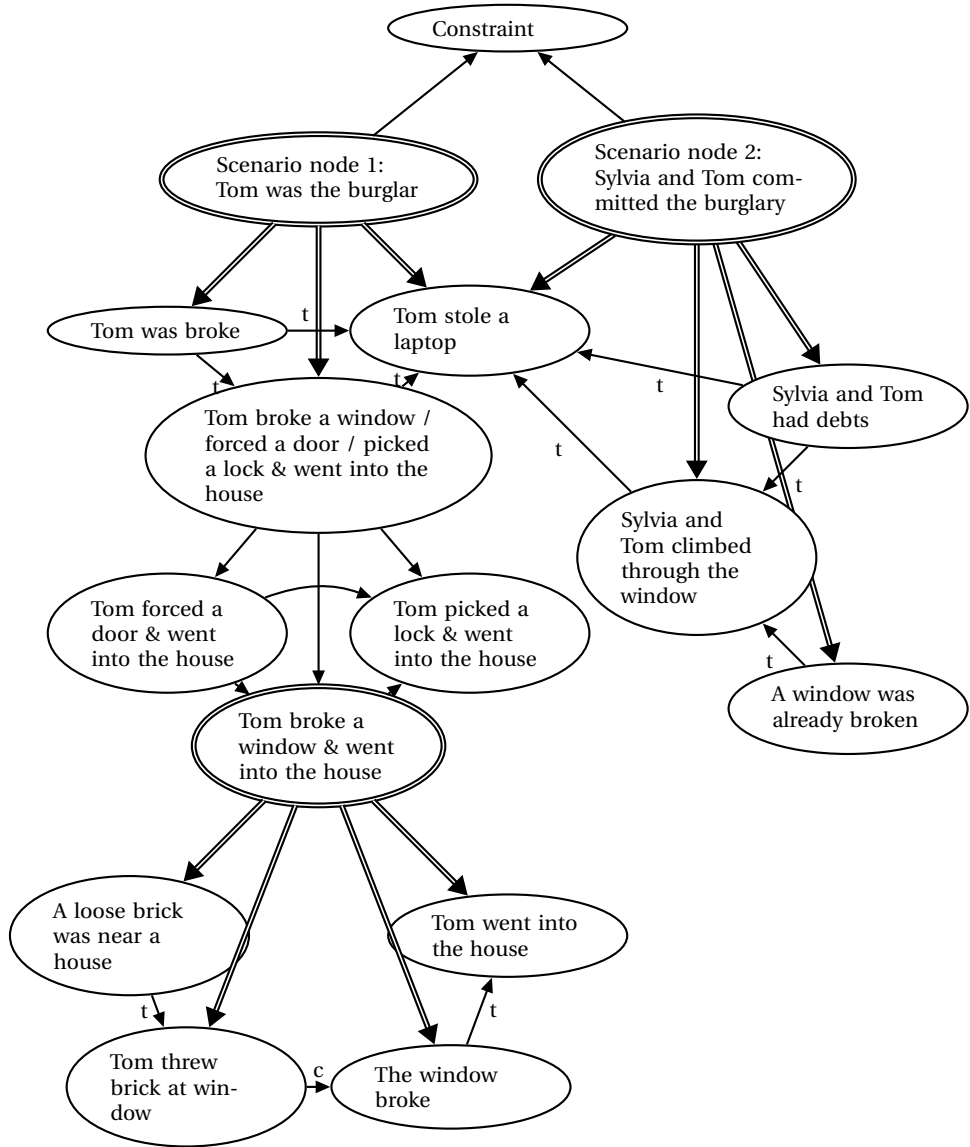 Constraint
Scenario node 1:
Tom was the burglar
Scenario node 2:
Sylvia and Tom com-
mitted the burglary
Tom was broke
t
Tom stole a
laptop
t
t
t
Sylvia and Tom
had debts
Tom broke a window /
forced a door / picked
a lock & went into the
house
t
t
Sylvia and
Tom climbed
through the
window
Tom forced a
door & went
into the house
Tom picked a
lock & went
into the house
t
A window was
already broken
Tom broke a
window & went
into the house
A loose brick
was near a
house
Tom went into
the house
t
t
Tom threw
brick at win-
dow
c
The window
broke